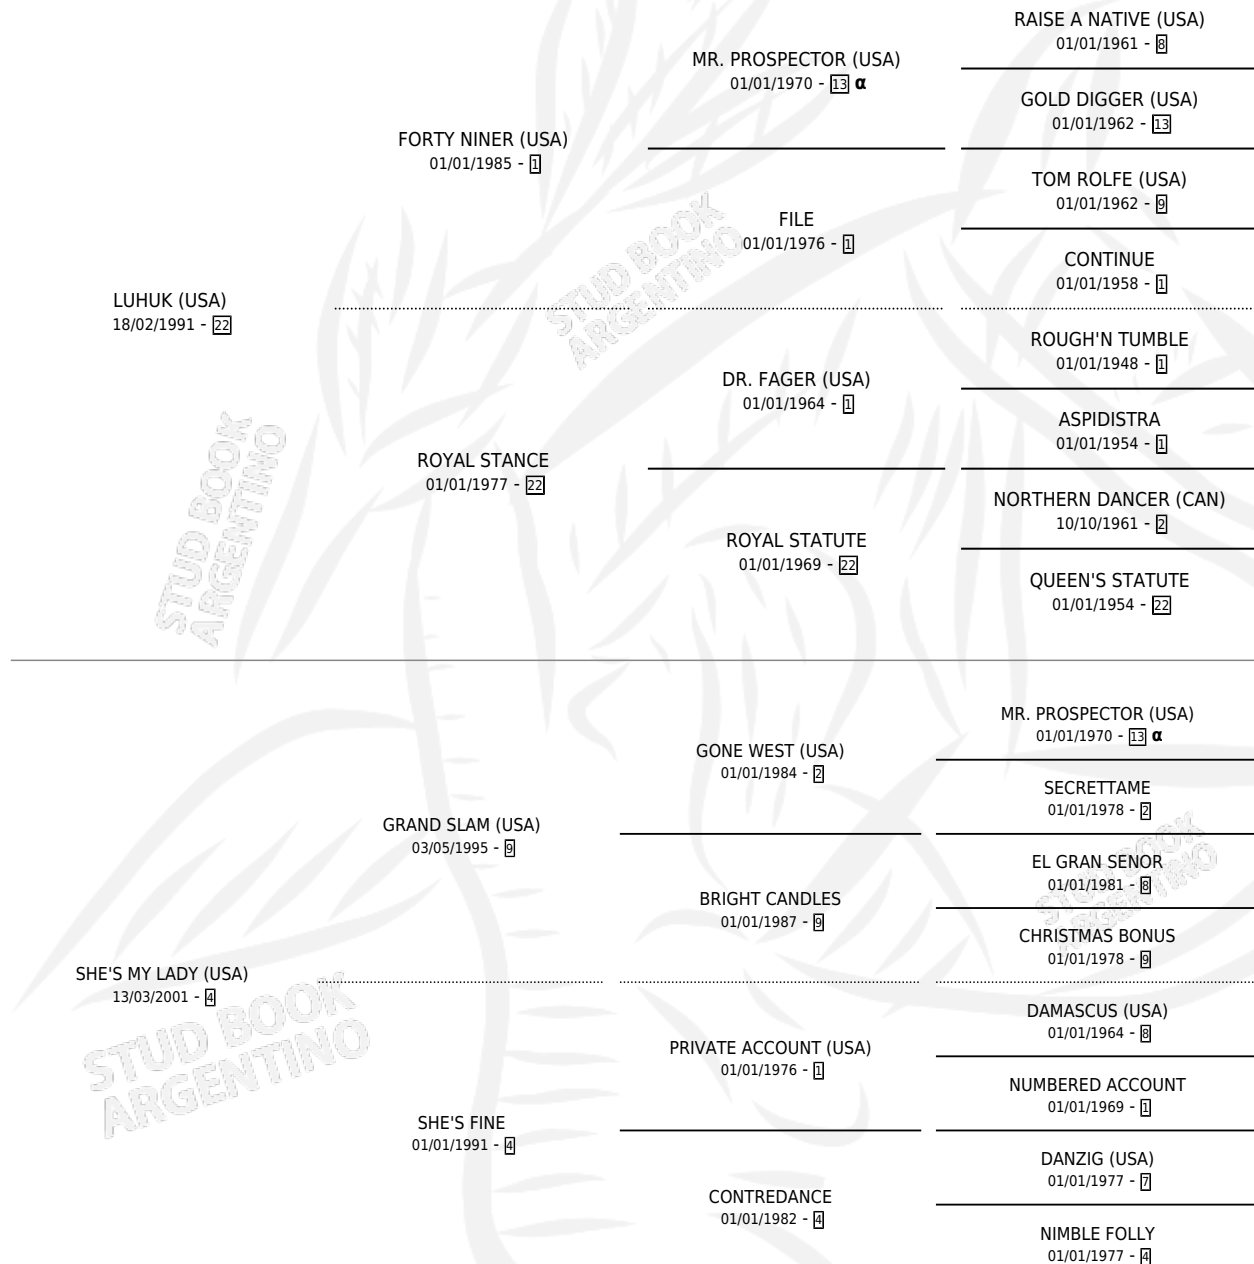 RAISE A NATIVE (USA)
01/01/1961 - 8
MR. PROSPECTOR (USA)
01/01/1970 - 13 α
GOLD DIGGER (USA)
01/01/1962 - 13
FORTY NINER (USA)
01/01/1985 - 1
TOM ROLFE (USA)
01/01/1962 - 9
FILE
01/01/1976 - 1
CONTINUE
01/01/1958 - 1
LUHUK (USA)
18/02/1991 - 22
ROUGH'N TUMBLE
01/01/1948 - 1
DR. FAGER (USA)
01/01/1964 - 1
ASPIDISTRA
01/01/1954 - 1
ROYAL STANCE
01/01/1977 - 22
NORTHERN DANCER (CAN)
10/10/1961 - 2
ROYAL STATUTE
01/01/1969 - 22
QUEEN'S STATUTE
01/01/1954 - 22
MR. PROSPECTOR (USA)
01/01/1970 - 13 α
GONE WEST (USA)
01/01/1984 - 2
SECRETTAME
01/01/1978 - 2
GRAND SLAM (USA)
03/05/1995 - 9
EL GRAN SENOR
01/01/1981 - 8
BRIGHT CANDLES
01/01/1987 - 9
CHRISTMAS BONUS
01/01/1978 - 9
SHE'S MY LADY (USA)
13/03/2001 - 4
DAMASCUS (USA)
01/01/1964 - 8
PRIVATE ACCOUNT (USA)
01/01/1976 - 1
NUMBERED ACCOUNT
01/01/1969 - 1
SHE'S FINE
01/01/1991 - 4
DANZIG (USA)
01/01/1977 - 7
CONTREDANCE
01/01/1982 - 4
NIMBLE FOLLY
01/01/1977 - 4
STUD BOOK
ARGENTINO
STUD BOOK
ARGENTINO
STUD BOOK
ARGENTINO
STUD BOOK
ARGENTINO